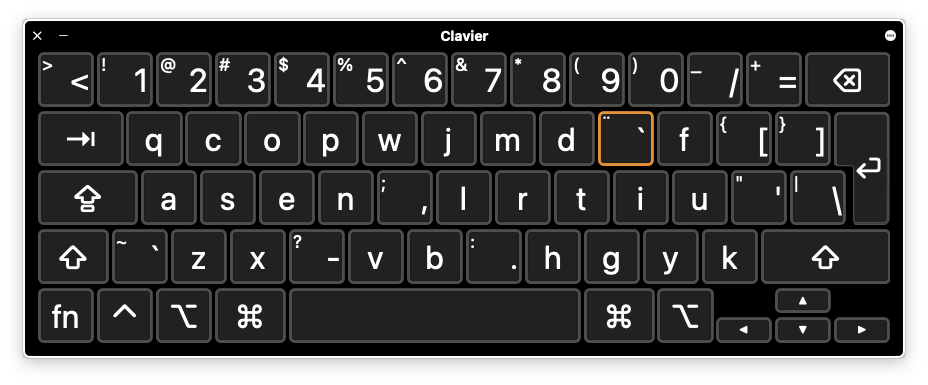 Clavier
> < ! 1 @ 2 # 3 $ 4 % 5 ^ 6 & 7 * 8 ( 9 ) 0 _ / + =
q c o p w j m d ¨ ` f { [ } ]
a s e n ; , l r t i u " ' | \
~ ` z x ? - v b : . h g y k
fn ^ ⌥ ⌘ ⌘ ⌥